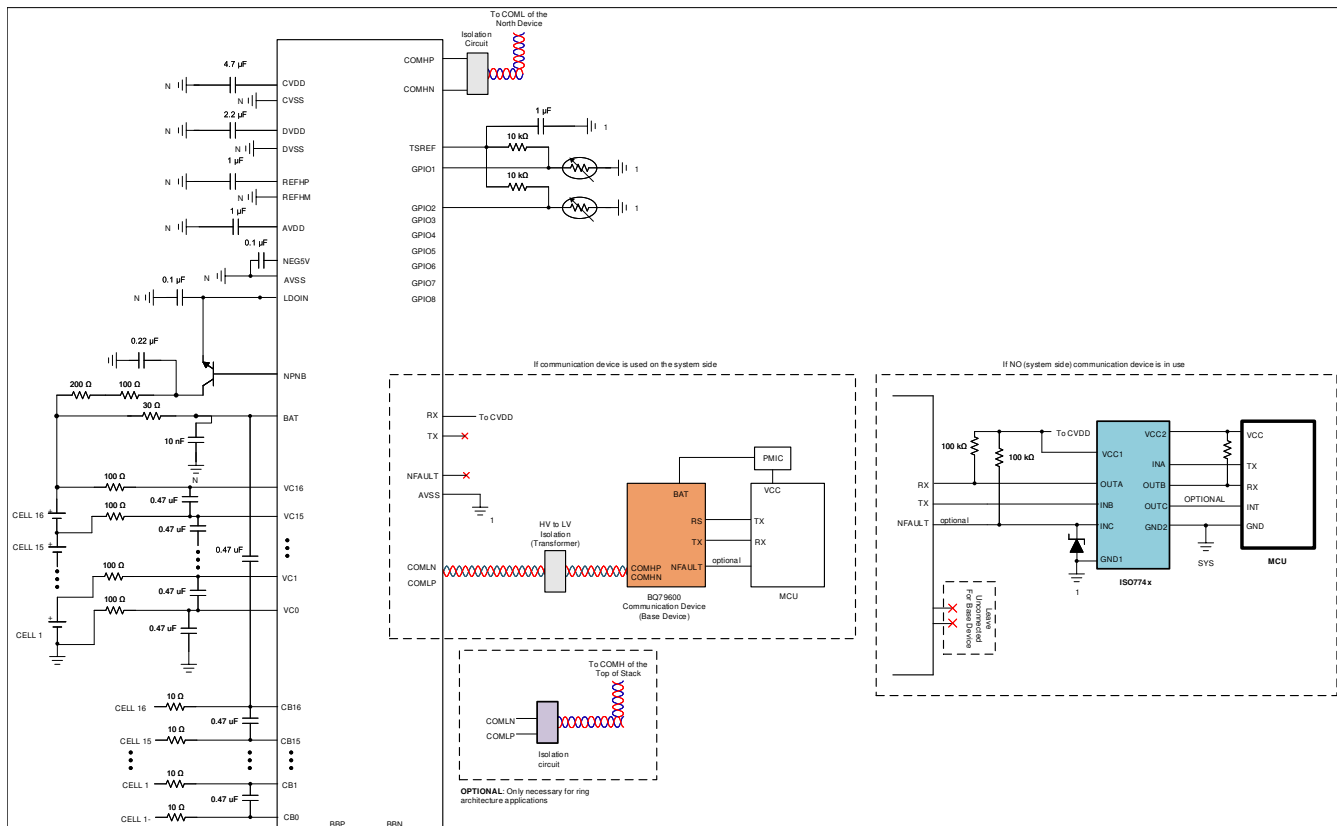 To COML of the
North Device
Isolation
Circuit
COMHP
COMHN
4.7 µF
N
CVDD
N
CVSS
2.2 µF
N
DVDD
N
DVSS
1 µF
N
REFHP
N
REFHM
1 µF
N
AVDD
0.1 µF
NEG5V
N
AVSS
0.1 µF
N
LDOIN
1 µF
1
10 kΩ
TSREF
GPIO1
1
10 kΩ
GPIO2
1
GPIO3
GPIO4
GPIO5
GPIO6
GPIO7
GPIO8
0.22 µF
NPNB
200 Ω
100 Ω
30 Ω
BAT
10 nF
N
100 Ω
VC16
0.47 uF
100 Ω
VC15
CELL 16
+
0.47 uF
CELL 15
+
0.47 uF
100 Ω
VC1
0.47 uF
100 Ω
VC0
+
CELL 1
0.47 uF
10 Ω
CELL 16
CB16
0.47 uF
10 Ω
CELL 15
CB15
10 Ω
CELL 1
CB1
0.47 uF
10 Ω
CELL 1-
CB0
BBP
BBN
If communication device is used on the system side
RX
To CVDD
TX
NFAULT
AVSS
1
PMIC
VCC
BAT
RS
TX
TX
RX
NFAULT
optional
COMHP
COMHN
HV to LV
Isolation
(Transformer)
COMLN
COMLP
BQ79600
Communication Device
(Base Device)
MCU
To COMH of the
Top of Stack
COMLN
COMLP
Isolation
circuit
OPTIONAL: Only necessary for ring
architecture applications
If NO (system side) communication device is in use
To CVDD
100 kΩ
100 kΩ
VCC1
VCC2
VCC
INA
TX
RX
OUTA
OUTB
RX
TX
INB
OUTC
OPTIONAL
INT
NFAULT
optional
INC
GND2
GND
GND1
SYS
1
ISO774x
MCU
Leave
Unconnected
For Base Device